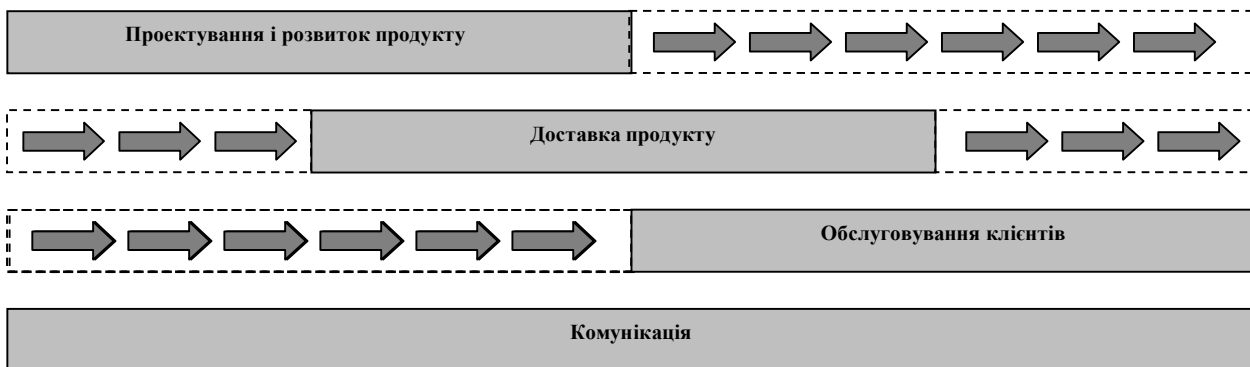 Проектування і розвиток продукту
Доставка продукту
Обслуговування клієнтів
Комунікація